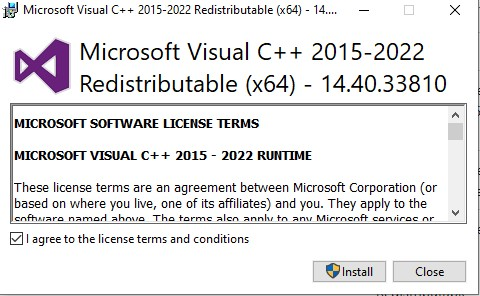 Microsoft Visual C++ 2015-2022 Redistributable (x64) - 14....
Microsoft Visual C++ 2015-2022
Redistributable (x64) - 14.40.33810
MICROSOFT SOFTWARE LICENSE TERMS
MICROSOFT VISUAL C++ 2015 - 2022 RUNTIME
These license terms are an agreement between Microsoft Corporation (or
based on where you live, one of its affiliates) and you. They apply to the
software named above. The terms also apply to any Microsoft services or
I agree to the license terms and conditions
Install
Close